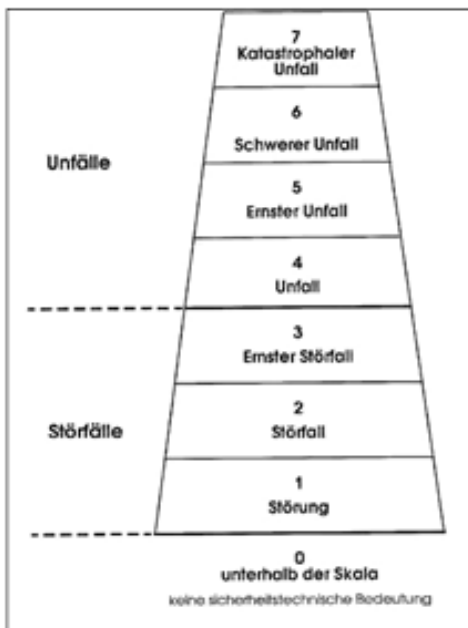 7
Katastrophaler
Unfall
6
Schwerer Unfall
Unfälle
5
Ernster Unfall
4
Unfall
3
Ernster Störfall
2
Störfälle
Störfall
1
Störung
0
unterhalb der Skala
keine sicherheitstechnische Bedeutung